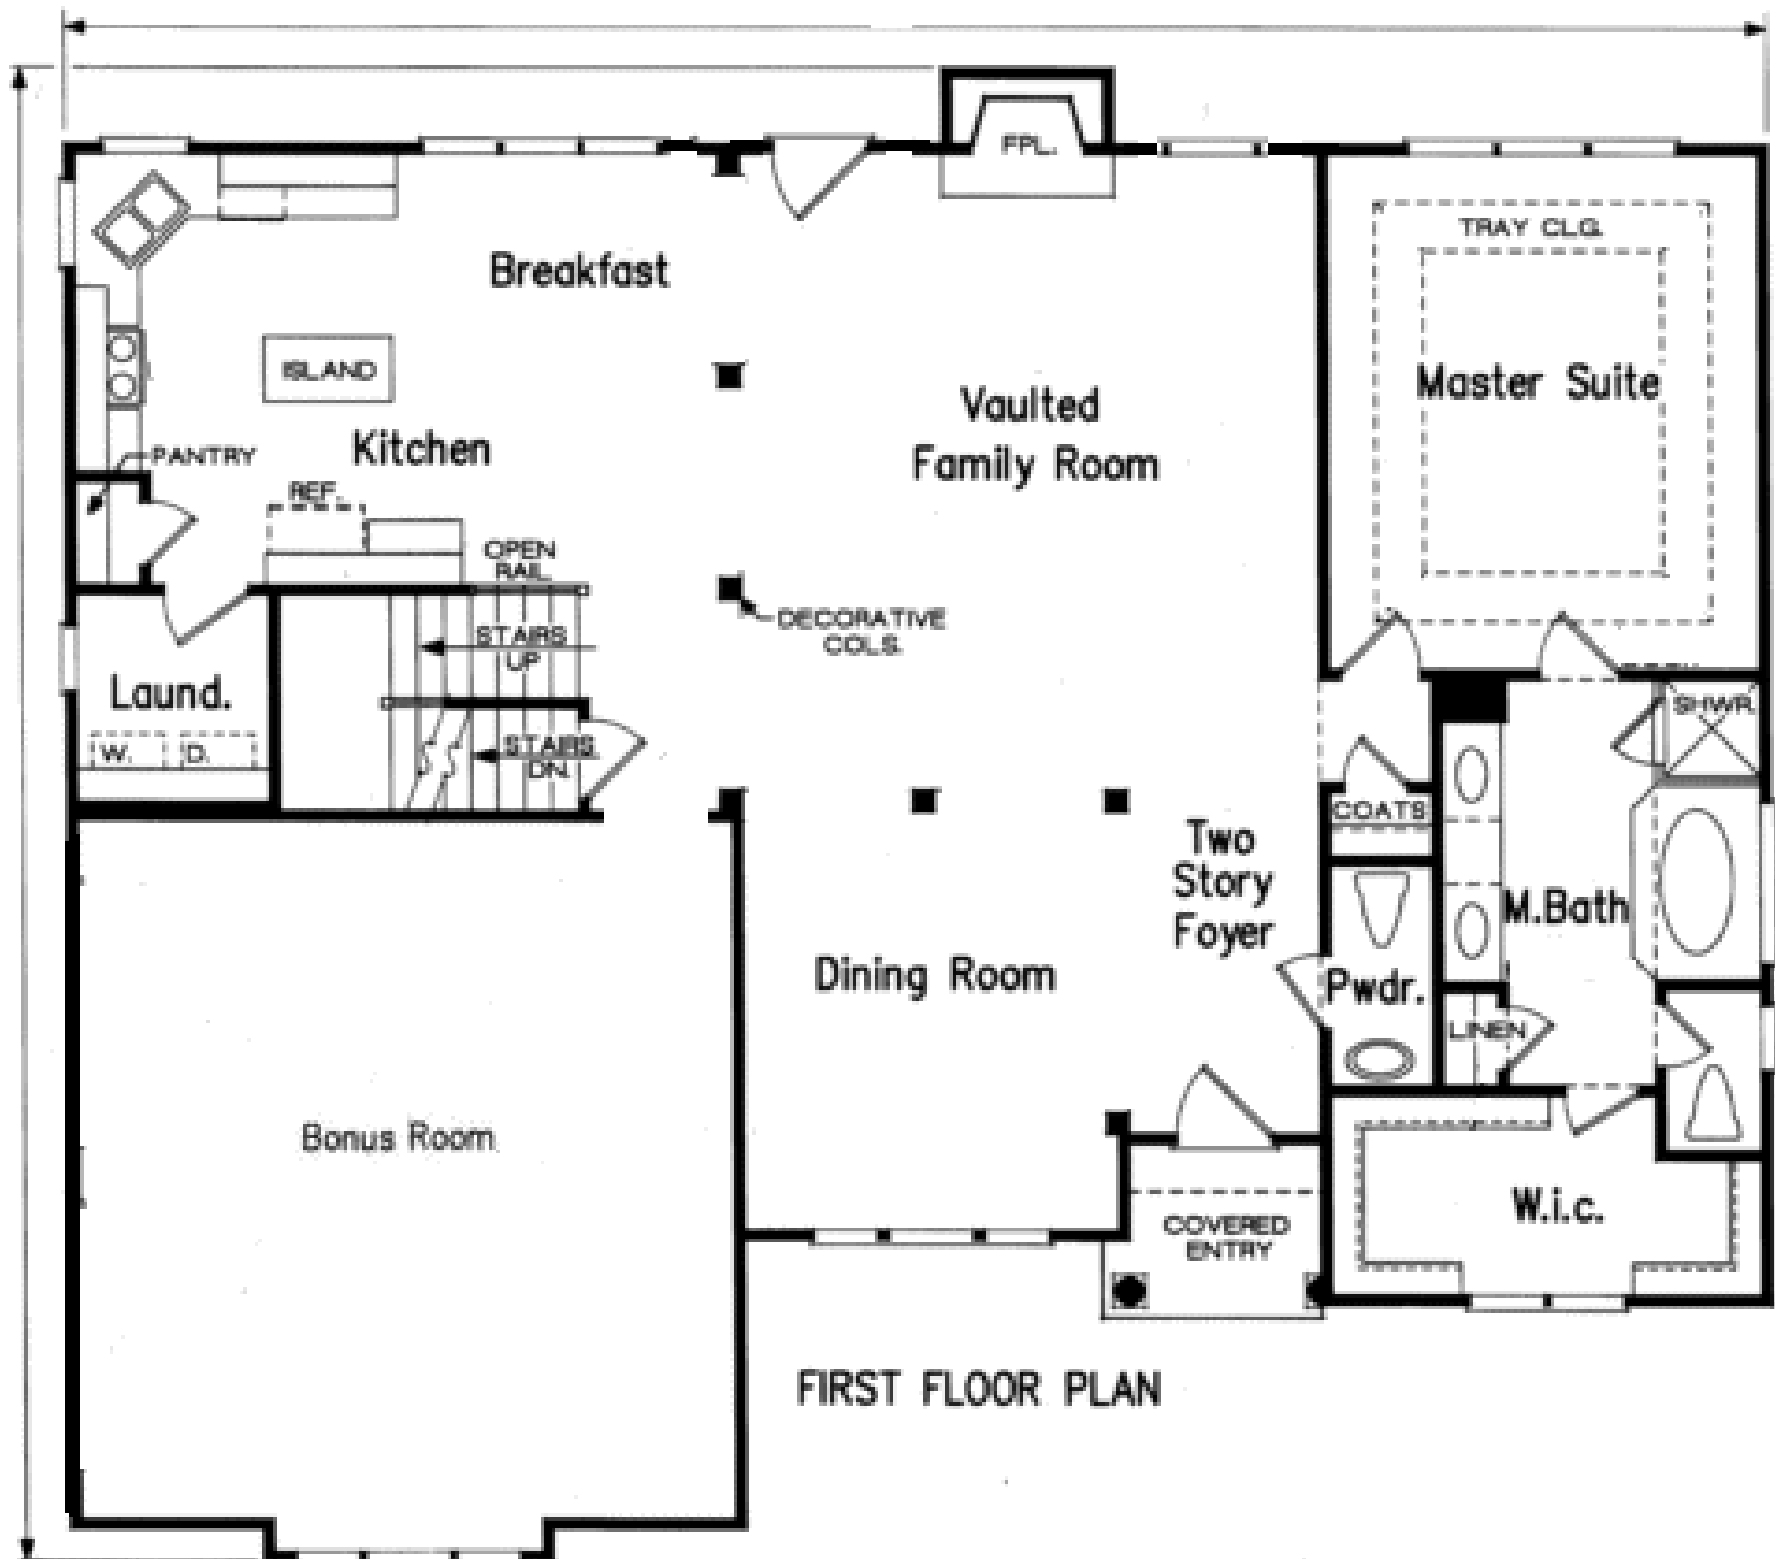 FPL.
TRAY CLG.
Breakfast
ISLAND
Master Suite
Vaulted
Family Room
Kitchen
PANTRY
REF.
OPEN
RAIL
DECORATIVE
COLS.
STAIRS
UP
Laund.
SHWR.
W. D.
STAIRS
DN.
COATS
Two
Story
Foyer
M.Bath
Dining Room
Pwdr.
LINEN
Bonus Room
W.i.c.
COVERED
ENTRY
FIRST FLOOR PLAN